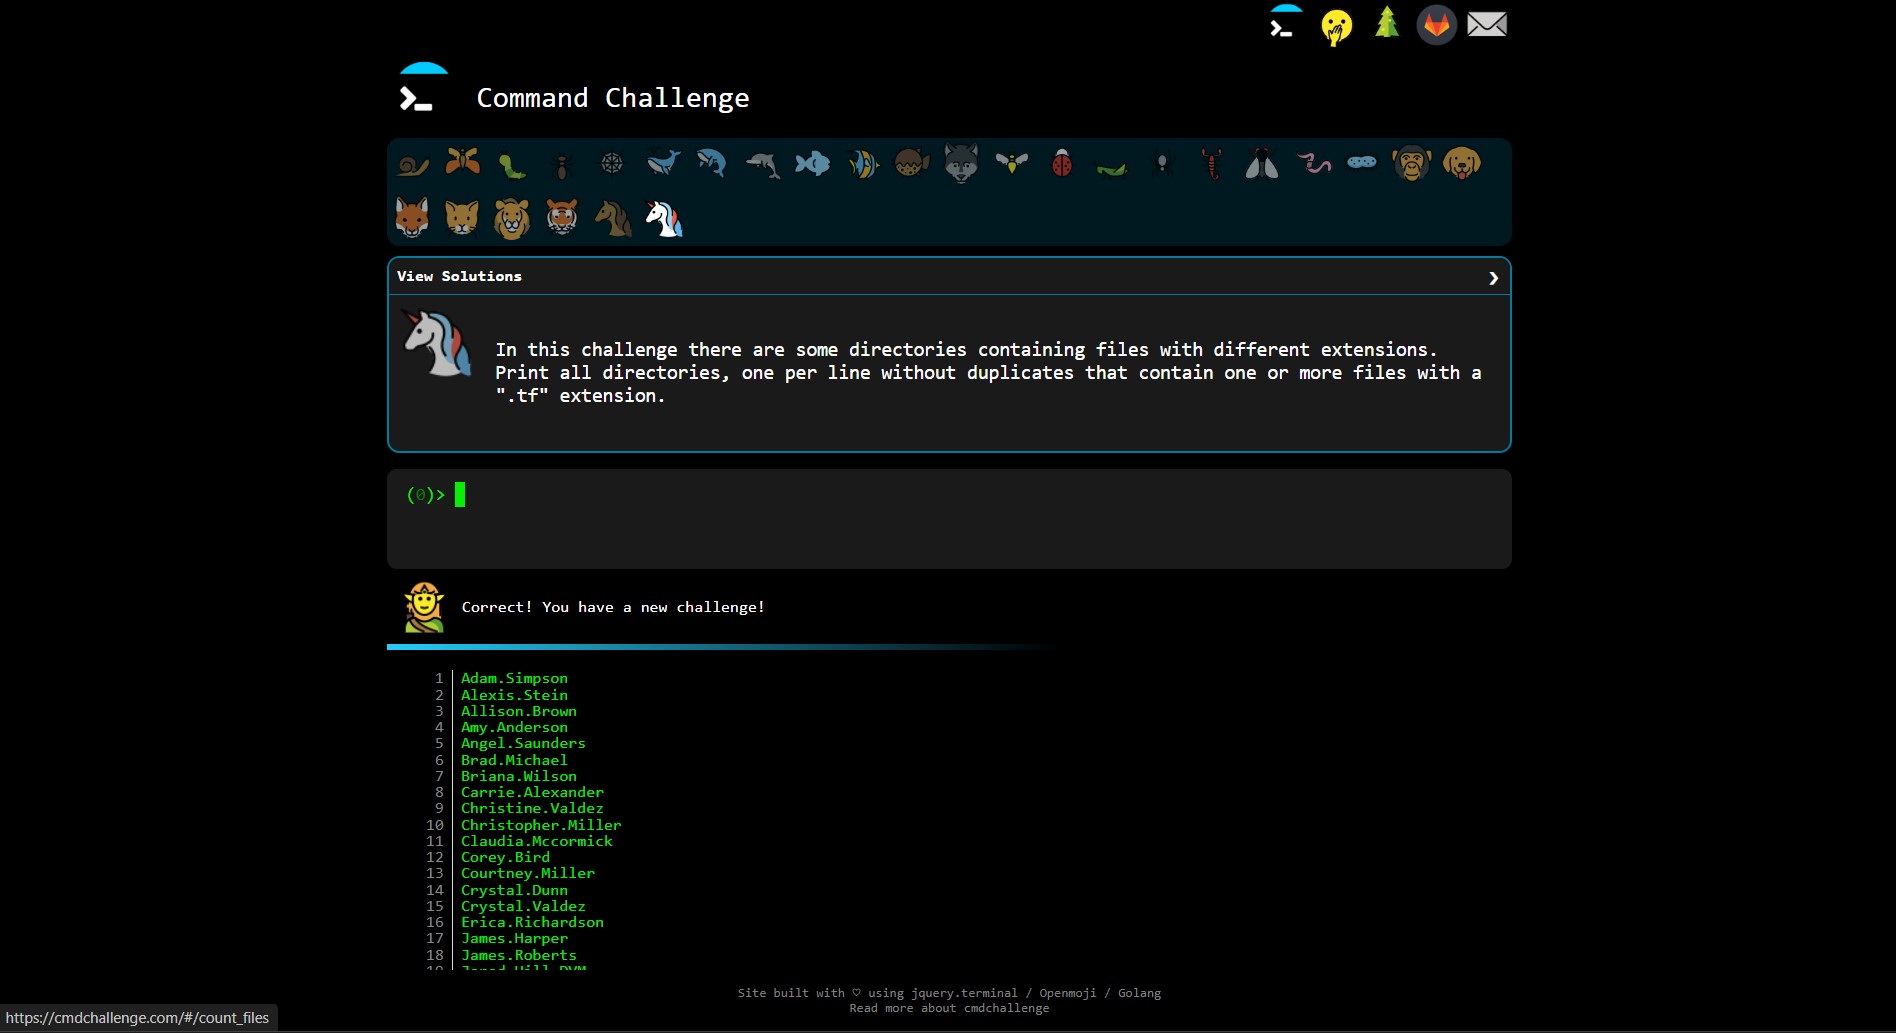 Command Challenge
View Solutions
In this challenge there are some directories containing files with different extensions.
Print all directories, one per line without duplicates that contain one or more files with a
".tf" extension.
(0)>
Correct! You have a new challenge!
1 Adam.Simpson
2 Alexis.Stein
3 Allison.Brown
4 Amy.Anderson
5 Angel.Saunders
6 Brad.Michael
7 Briana.Wilson
8 Carrie.Alexander
9 Christine.Valdez
10 Christopher.Miller
11 Claudia.Mccormick
12 Corey.Bird
13 Courtney.Miller
14 Crystal.Dunn
15 Crystal.Valdez
16 Erica.Richardson
17 James.Harper
18 James.Roberts
19 Jared.Hill.DVM
Site built with ♡ using jquery.terminal / Openmoji / Golang
Read more about cmdchallenge
https://cmdchallenge.com/#/count_files